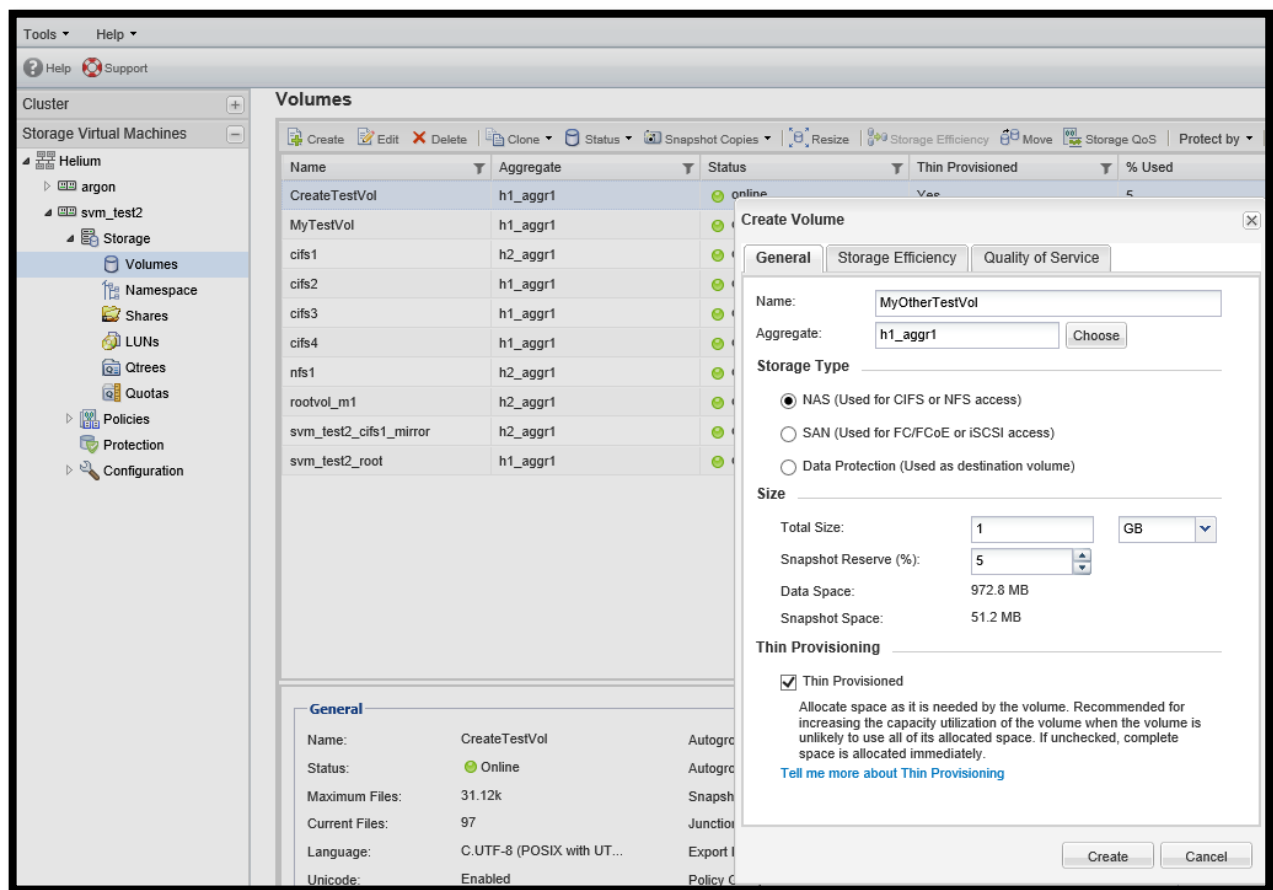 Tools Help
Help Support
Cluster
Storage Virtual Machines
Helium
argon
svm_test2
Storage
Volumes
Namespace
Shares
LUNs
Qtrees
Quotas
Policies
Protection
Configuration
Volumes
Create Edit Delete Clone Status Snapshot Copies Resize Storage Efficiency Move Storage QoS Protect by
Name Aggregate Status Thin Provisioned % Used
CreateTestVol h1_aggr1 online Yes 5
MyTestVol h1_aggr1
cifs1 h2_aggr1
cifs2 h1_aggr1
cifs3 h1_aggr1
cifs4 h1_aggr1
nfs1 h2_aggr1
rootvol_m1 h2_aggr1
svm_test2_cifs1_mirror h2_aggr1
svm_test2_root h1_aggr1
General
Name: CreateTestVol Autogro
Status: Online Autogro
Maximum Files: 31.12k Snapsh
Current Files: 97 Junction
Language: C.UTF-8 (POSIX with UT... Export
Unicode: Enabled Policy
Create Volume
General Storage Efficiency Quality of Service
Name: MyOtherTestVol
Aggregate: h1_aggr1 Choose
Storage Type
NAS (Used for CIFS or NFS access)
SAN (Used for FC/FCoE or iSCSI access)
Data Protection (Used as destination volume)
Size
Total Size: 1 GB
Snapshot Reserve (%): 5
Data Space: 972.8 MB
Snapshot Space: 51.2 MB
Thin Provisioning
Thin Provisioned
Allocate space as it is needed by the volume. Recommended for
increasing the capacity utilization of the volume when the volume is
unlikely to use all of its allocated space. If unchecked, complete
space is allocated immediately.
Tell me more about Thin Provisioning
Create Cancel